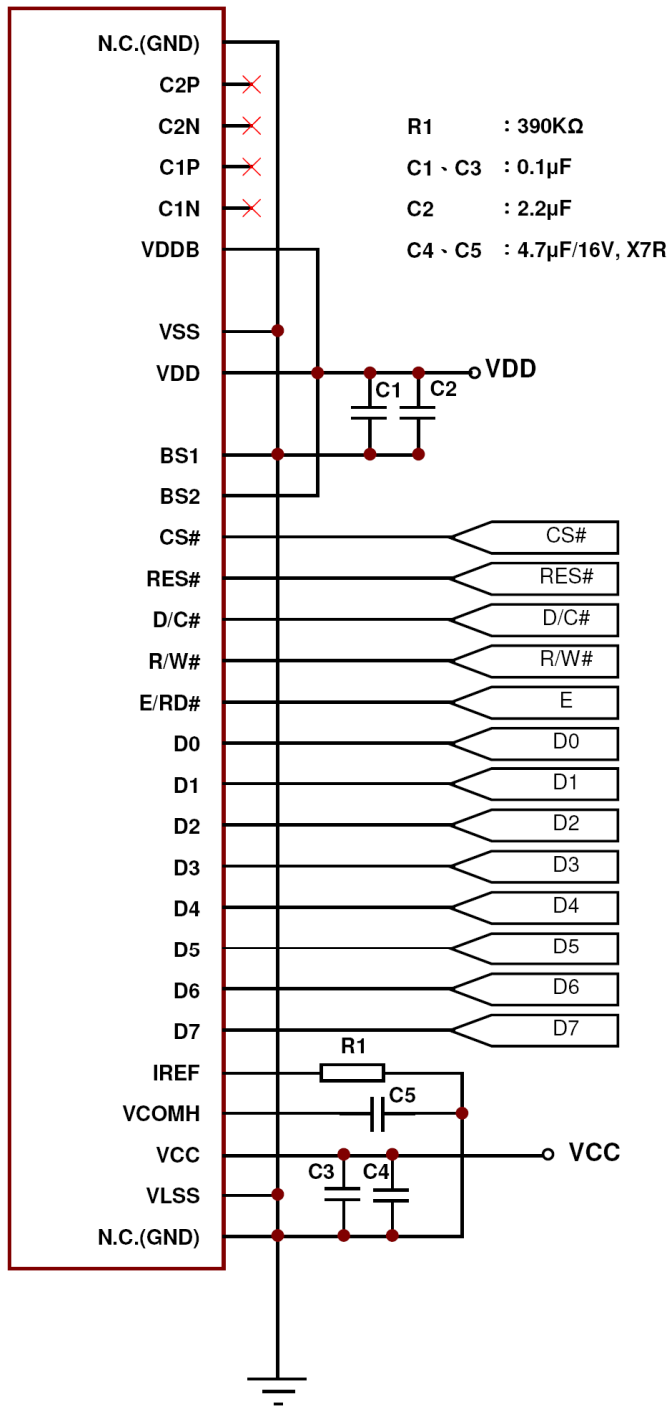 N.C.(GND)
C2P
C2N
C1P
C1N
VDDB
VSS
VDD
BS1
BS2
CS#
RES#
D/C#
R/W#
E/RD#
D0
D1
D2
D3
D4
D5
D6
D7
IREF
VCOMH
VCC
VLSS
N.C.(GND)
R1 : 390KΩ
C1、C3 : 0.1μF
C2 : 2.2μF
C4、C5 : 4.7μF/16V, X7R
VDD
C1
C2
CS#
RES#
D/C#
R/W#
E
D0
D1
D2
D3
D4
D5
D6
D7
R1
C5
VCC
C3
C4